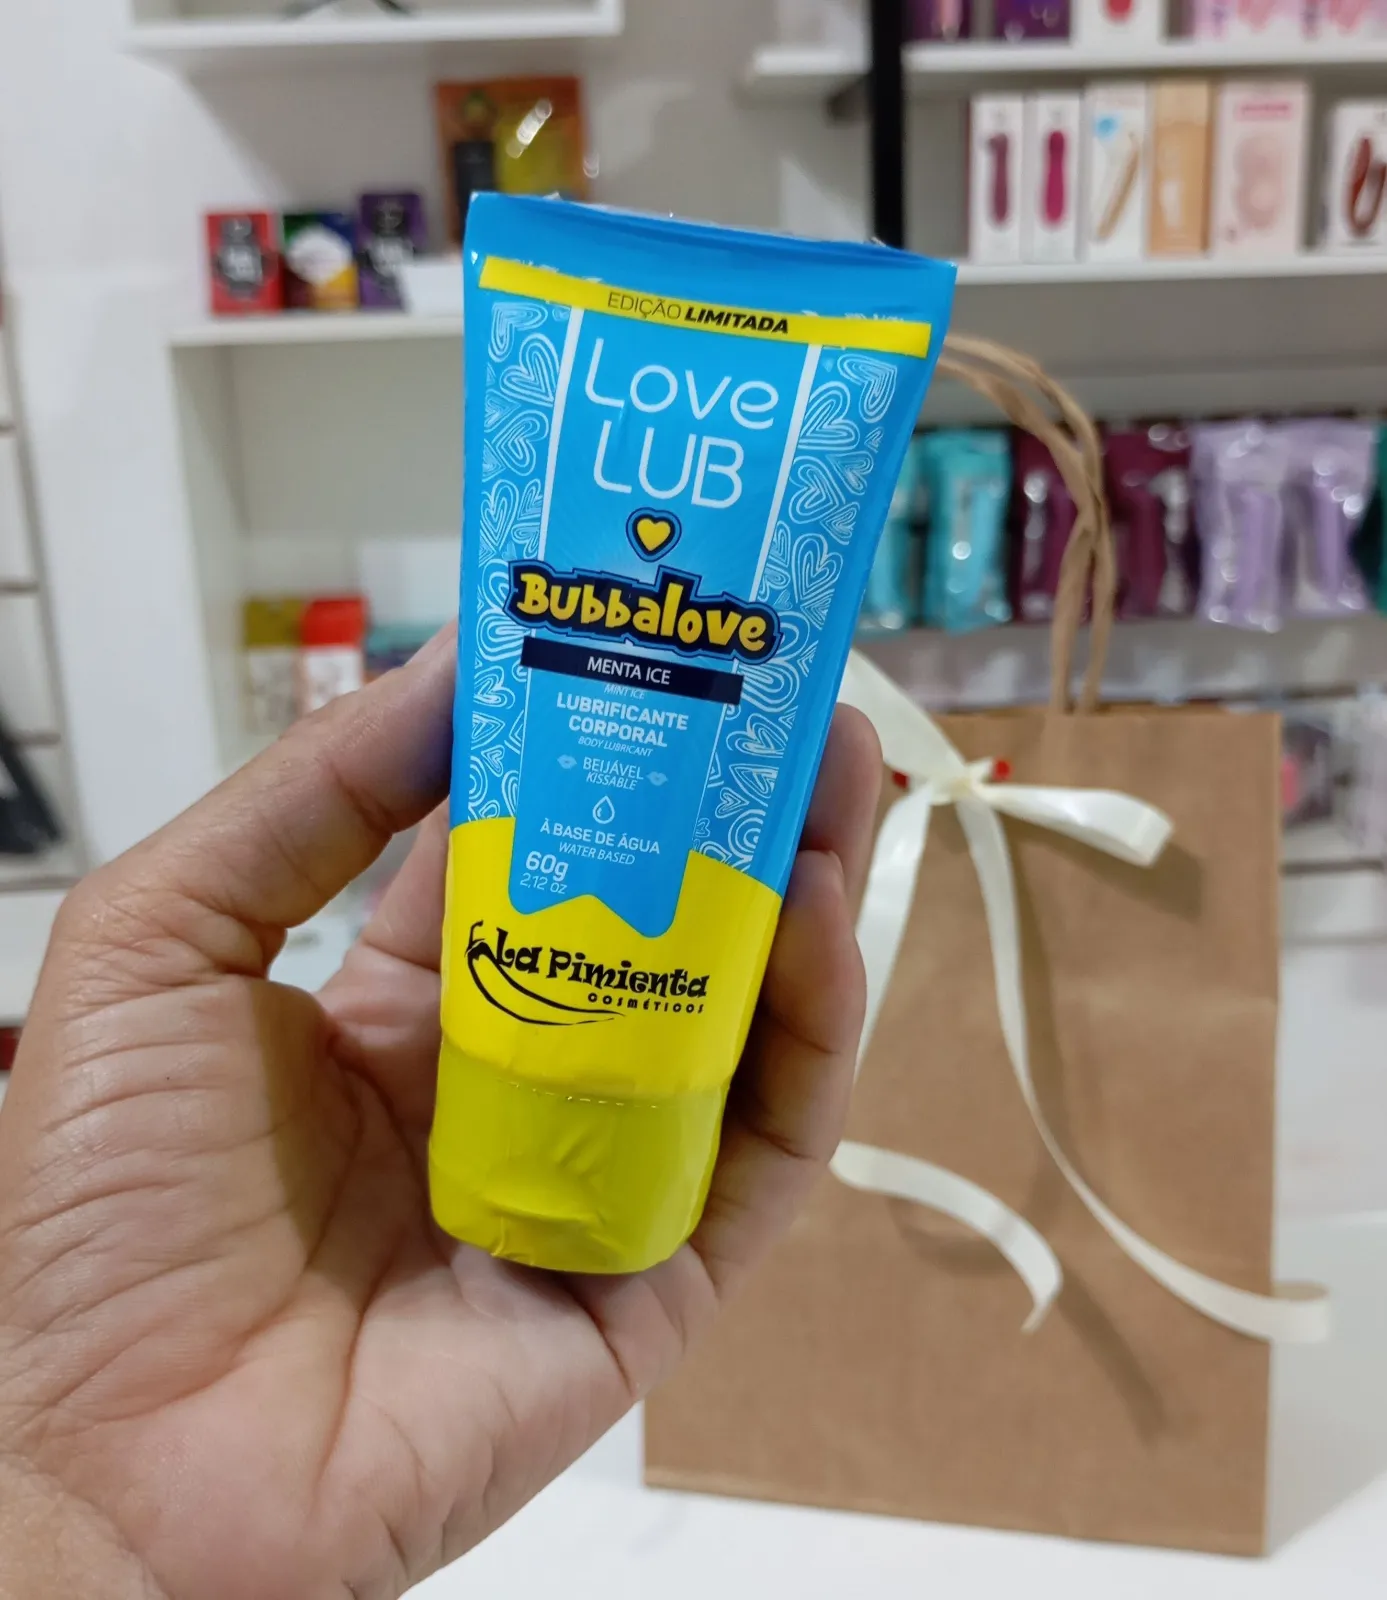 EDIÇÃO LIMITADA
LOVE
LUB
BUBBALOVE
MENTA ICE
MINT ICE
LUBRIFICANTE
CORPORAL
BODY LUBRICANT
BEIJÁVEL
KISSABLE
À BASE DE ÁGUA
WATER BASED
60g
2,12 oz
La Pimienta
COSMÉTICOS